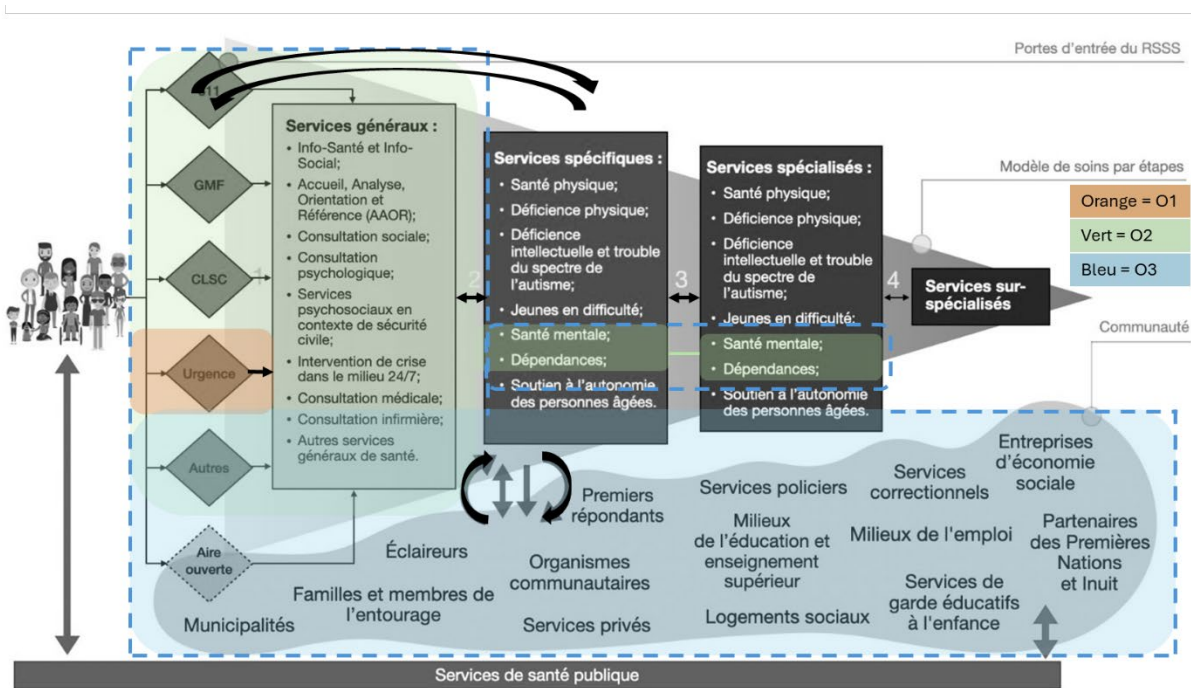 Portes d'entrée du RSSS
811
Services généraux :
• Info-Santé et Info-
Social;
• Accueil, Analyse,
Orientation et
Référence (AAOR);
• Consultation sociale;
• Consultation
psychologique;
• Services
psychosociaux en
contexte de sécurité
civile;
• Intervention de crise
dans le milieu 24/7;
• Consultation médicale;
• Consultation infirmière;
• Autres services
généraux de santé.
GMF
CLSC
Urgence
Autres
Aire
ouverte
1
2
Services spécifiques :
• Santé physique;
• Déficience physique;
• Déficience
intellectuelle et trouble
du spectre de
l'autisme;
• Jeunes en difficulté;
• Santé mentale;
• Dépendances;
• Soutien à l'autonomie
des personnes âgées.
3
Services spécialisés :
• Santé physique;
• Déficience physique;
• Déficience
intellectuelle et trouble
du spectre de
l'autisme;
• Jeunes en difficulté;
• Santé mentale;
• Dépendances;
• Soutien à l'autonomie
des personnes âgées.
4
Services sur-
spécialisés
Modèle de soins par étapes
Orange = O1
Vert = O2
Bleu = O3
Communauté
Premiers
répondants
Services policiers
Services
correctionnels
Entreprises
d'économie
sociale
Éclaireurs
Organismes
communautaires
Milieux
de l'éducation et
enseignement
supérieur
Milieux de l'emploi
Partenaires
des Premières
Nations
et Inuit
Municipalités
Familles et membres de
l'entourage
Services privés
Logements sociaux
Services de
garde éducatifs
à l'enfance
Services de santé publique